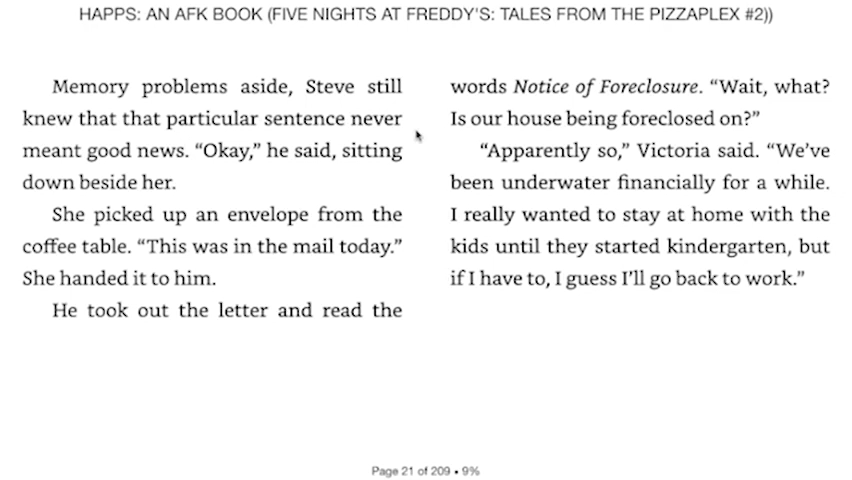 HAPPS: AN AFK BOOK (FIVE NIGHTS AT FREDDY'S: TALES FROM THE PIZZAPLEX #2))
Memory problems aside, Steve still
knew that that particular sentence never
meant good news. “Okay,” he said, sitting
down beside her.
She picked up an envelope from the
coffee table. “This was in the mail today.”
She handed it to him.
He took out the letter and read the
words Notice of Foreclosure. “Wait, what?
Is our house being foreclosed on?”
“Apparently so,” Victoria said. “We’ve
been underwater financially for a while.
I really wanted to stay at home with the
kids until they started kindergarten, but
if I have to, I guess I’ll go back to work.”
Page 21 of 209 • 9%